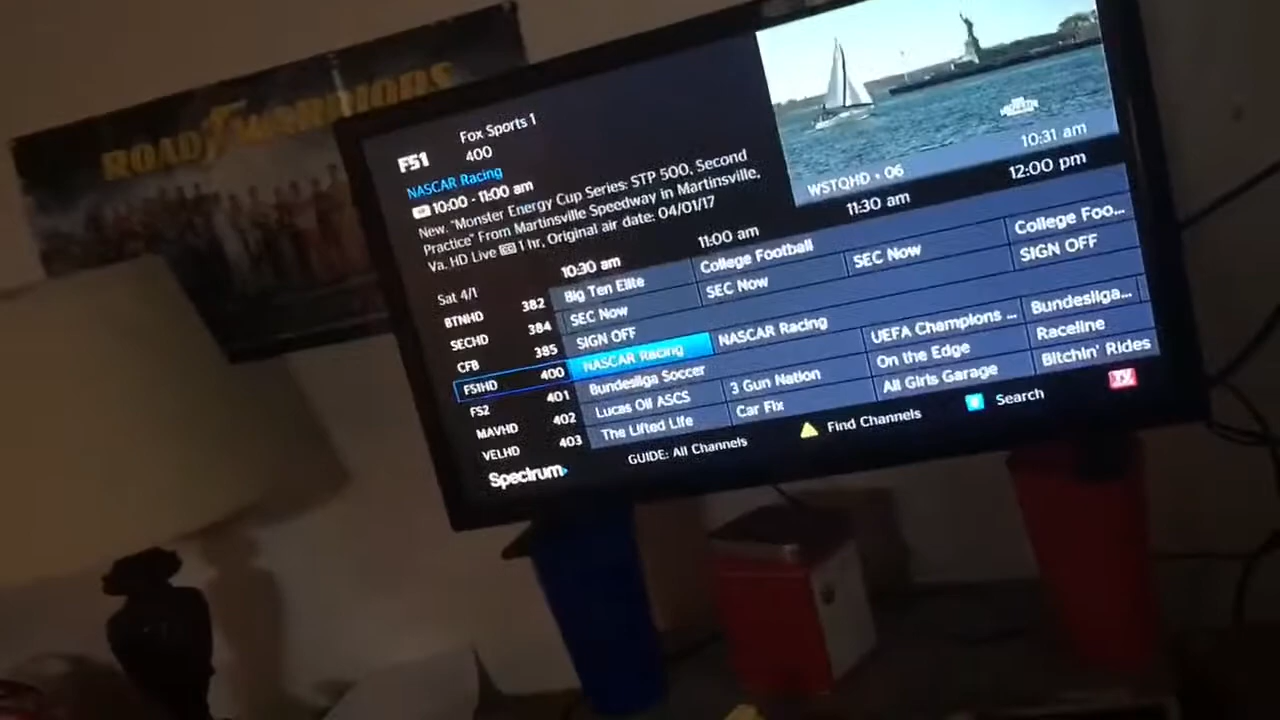 ROAD WARRIORS
FS1
Fox Sports 1
400
NASCAR Racing
10:00 - 11:00 am
New. "Monster Energy Cup Series: STP 500, Second
Practice" From Martinsville Speedway in Martinsville,
Va. HD Live CC 1 hr, Original air date: 04/01/17
WSTQHD • 06
10:31 am
Sat 4/1
10:30 am
11:00 am
11:30 am
12:00 pm
BTNHD 382 Big Ten Elite College Football College Foo...
SECHD 384 SEC Now SEC Now SEC Now SIGN OFF
CFB 385 SIGN OFF
FS1HD 400 NASCAR Racing NASCAR Racing UEFA Champions ... Bundesliga...
FS2 401 Bundesliga Soccer On the Edge Raceline
MAVHD 402 Lucas Oil ASCS 3 Gun Nation All Girls Garage Bitchin' Rides
VELHD 403 The Lifted Life Car Fix
Spectrum
GUIDE: All Channels
Find Channels
Search